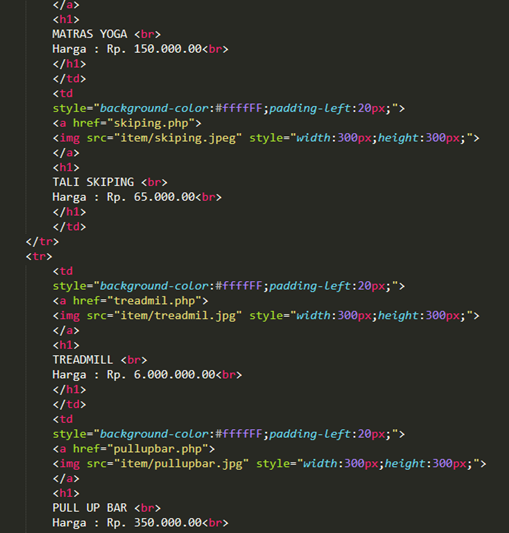 </a>
<h1>
MATRAS YOGA <br>
Harga : Rp. 150.000.00<br>
</h1>
</td>
<td
style="background-color:#ffffFF;padding-left:20px;">
<a href="skiping.php">
<img src="item/skiping.jpeg" style="width:300px;height:300px;">
</a>
<h1>
TALI SKIPING <br>
Harga : Rp. 65.000.00<br>
</h1>
</td>
</tr>
<tr>
<td
style="background-color:#ffffFF;padding-left:20px;">
<a href="treadmil.php">
<img src="item/treadmil.jpg" style="width:300px;height:300px;">
</a>
<h1>
TREADMILL <br>
Harga : Rp. 6.000.000.00<br>
</h1>
</td>
<td
style="background-color:#ffffFF;padding-left:20px;">
<a href="pullupbar.php">
<img src="item/pullupbar.jpg" style="width:300px;height:300px;">
</a>
<h1>
PULL UP BAR <br>
Harga : Rp. 350.000.00<br>